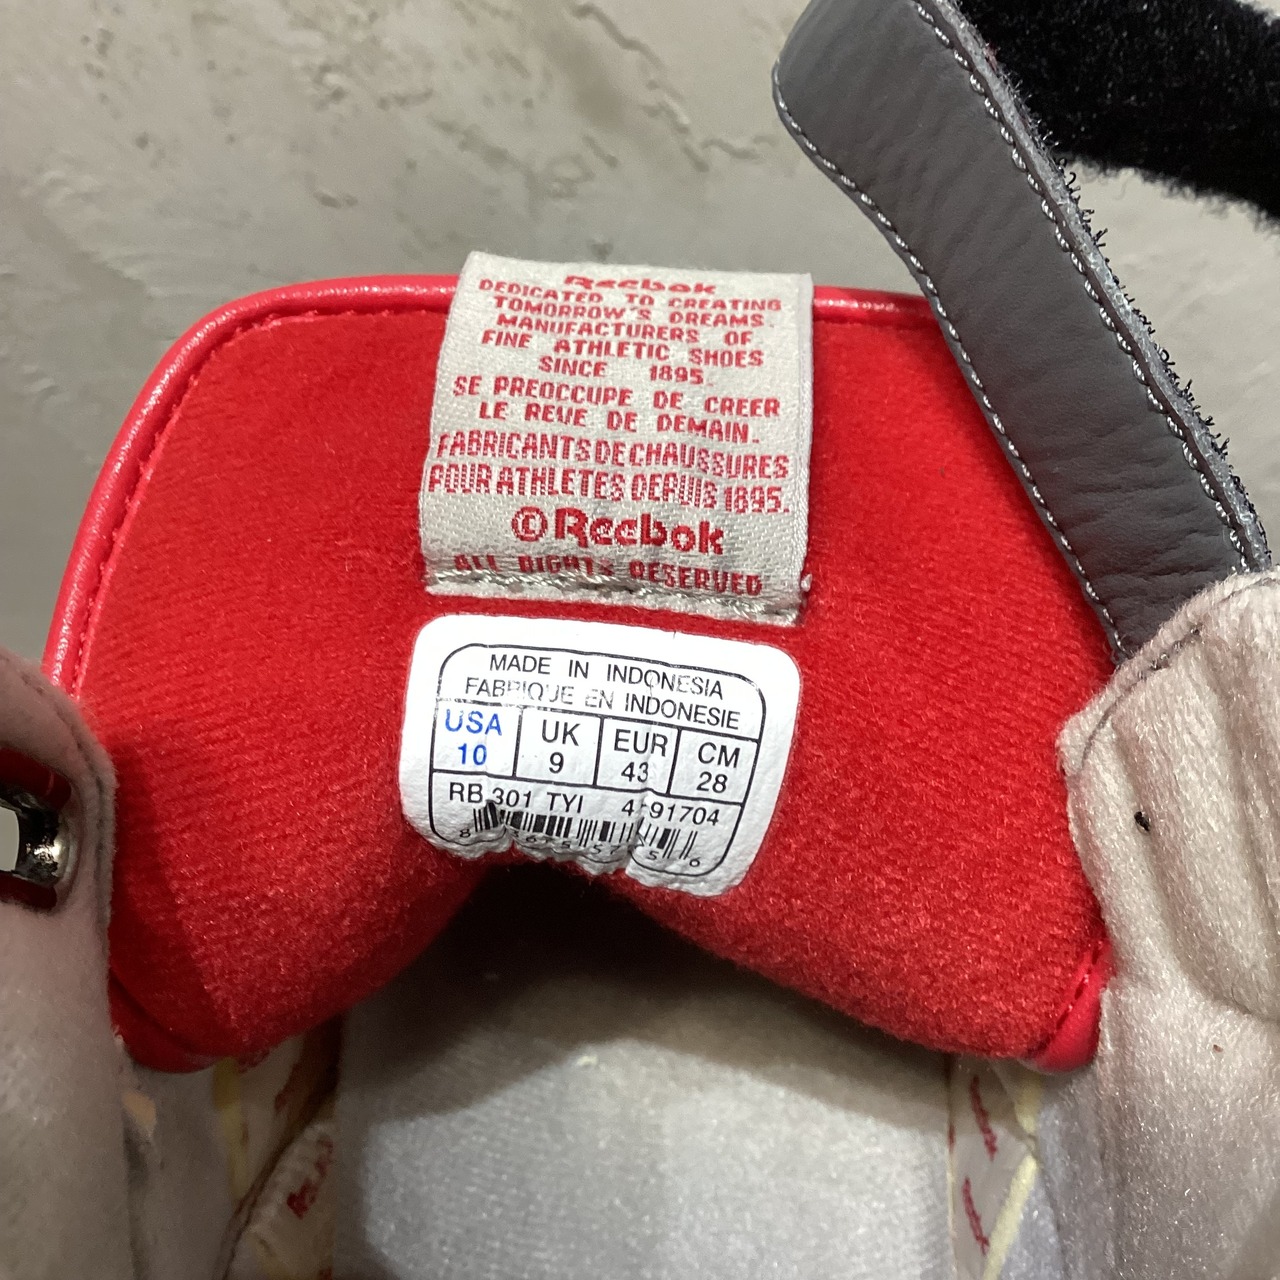 Reebok
DEDICATED TO CREATING
TOMORROW'S DREAMS.
MANUFACTURERS OF
FINE ATHLETIC SHOES
SINCE 1895.
SE PREOCCUPE DE CREER
LE REVE DE DEMAIN.
FABRICANTS DE CHAUSSURES
POUR ATHLETES DEPUIS 1895.
©Reebok
ALL RIGHTS RESERVED
MADE IN INDONESIA
FABRIQUE EN INDONESIE
USA UK EUR CM
10 9 43 28
RB 301 TYI